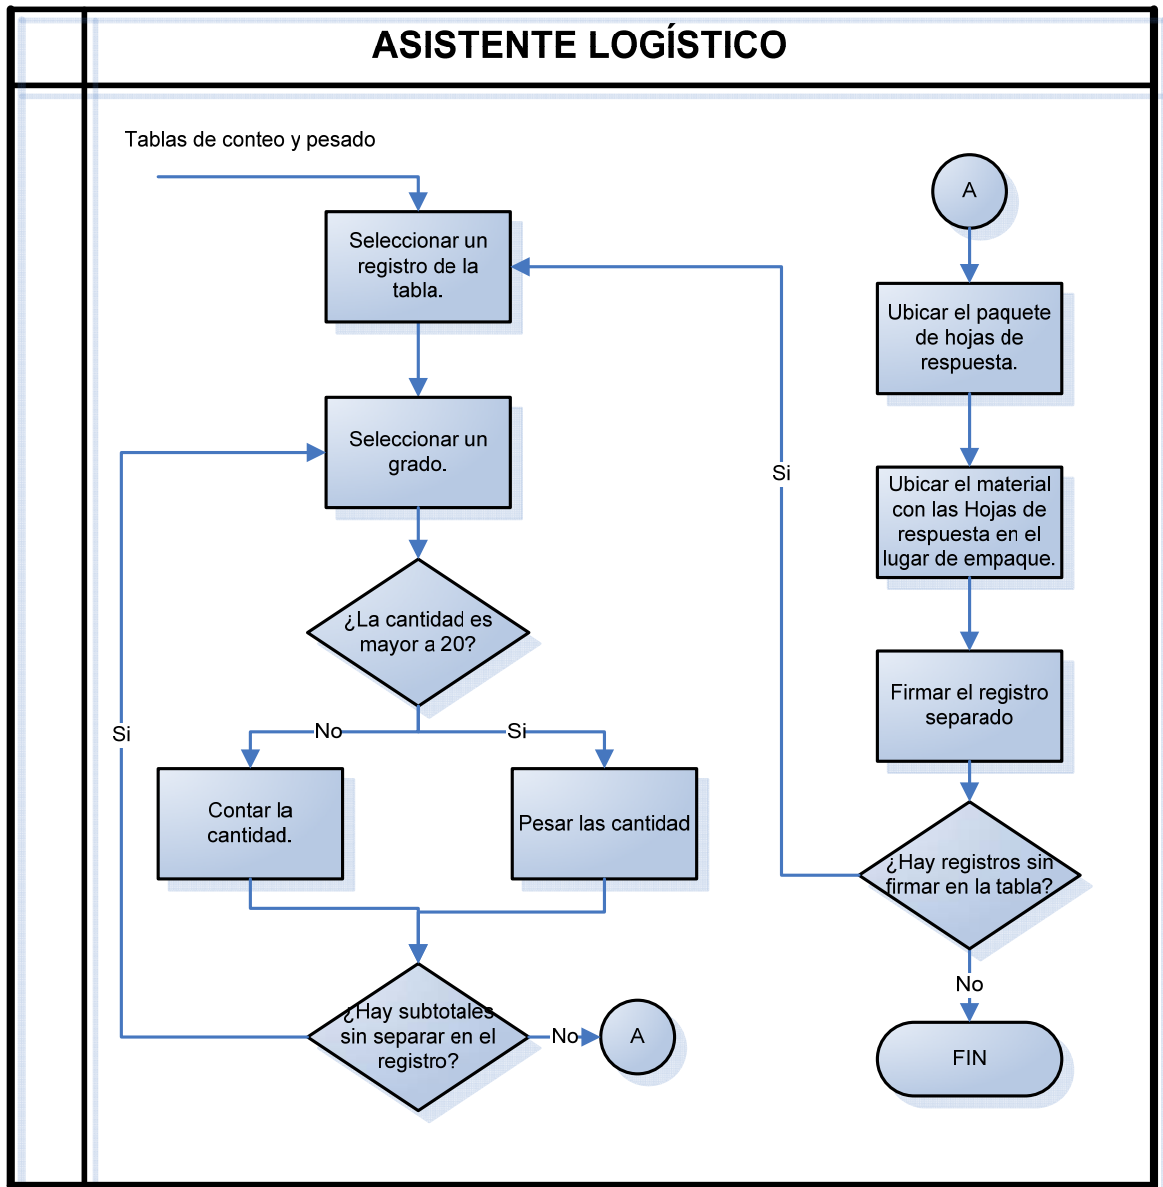 ASISTENTE LOGÍSTICO
Tablas de conteo y pesado
Seleccionar un
registro de la
tabla.
Seleccionar un
grado.
¿La cantidad es
mayor a 20?
No
Si
Contar la
cantidad.
Pesar las cantidad
¿Hay subtotales
sin separar en el
registro?
Si
No
A
A
Ubicar el paquete
de hojas de
respuesta.
Ubicar el material
con las Hojas de
respuesta en el
lugar de empaque.
Firmar el registro
separado
¿Hay registros sin
firmar en la tabla?
Si
No
FIN